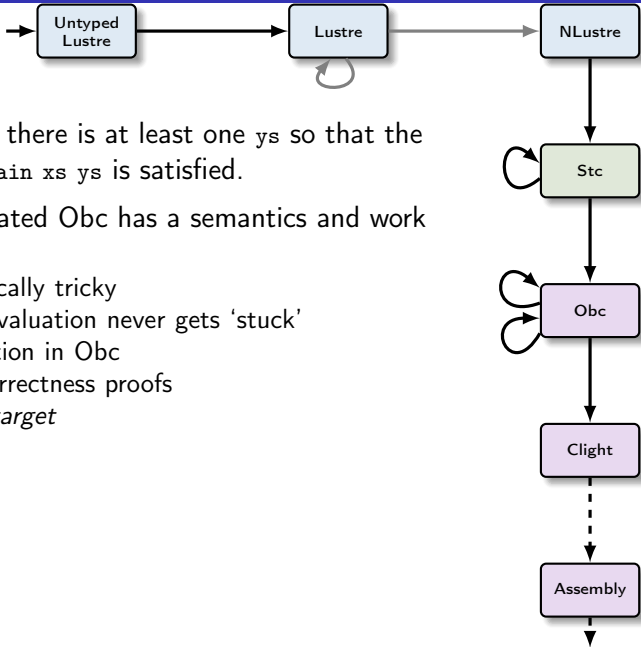 Untyped
Lustre
Lustre
NLustre
there is at least one ys so that the
ain xs ys is satisfied.
Stc
ated Obc has a semantics and work
cally tricky
valuation never gets ‘stuck’
tion in Obc
rrectness proofs
arget
Obc
Clight
Assembly